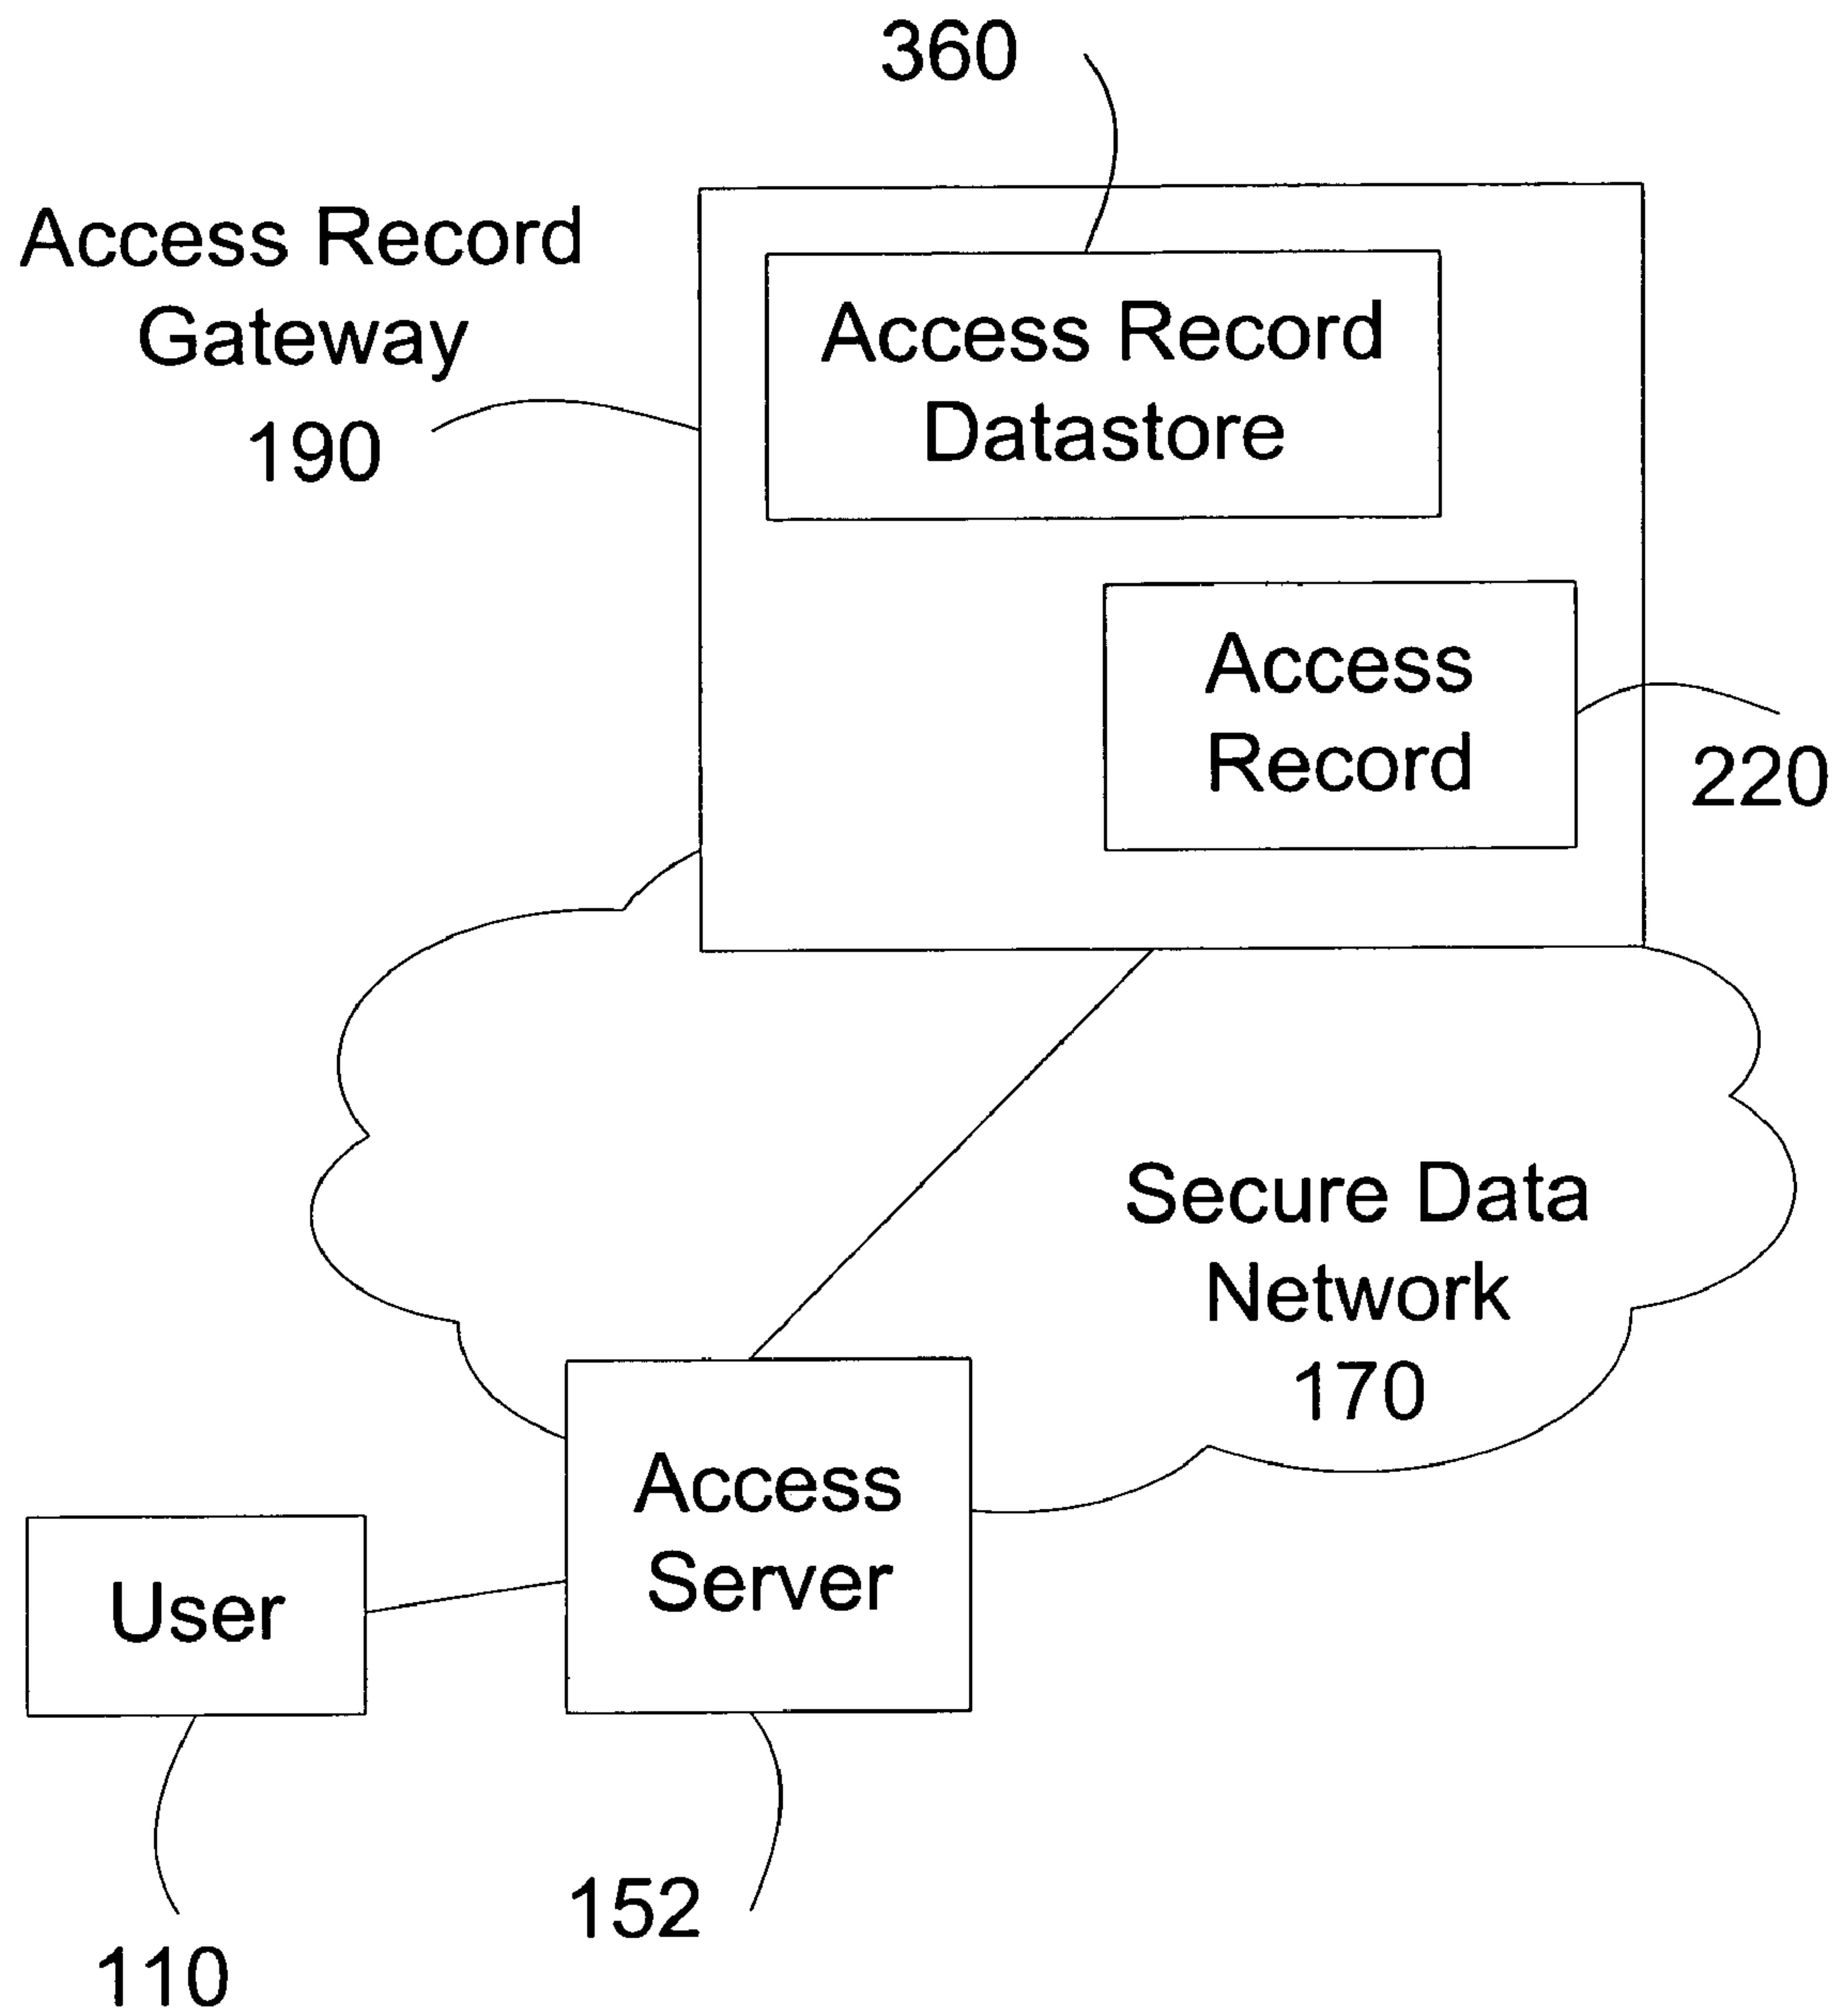 360
Access Record
Gateway
190
Access Record
Datastore
Access
Record
220
Secure Data
Network
170
Access
Server
User
152
110